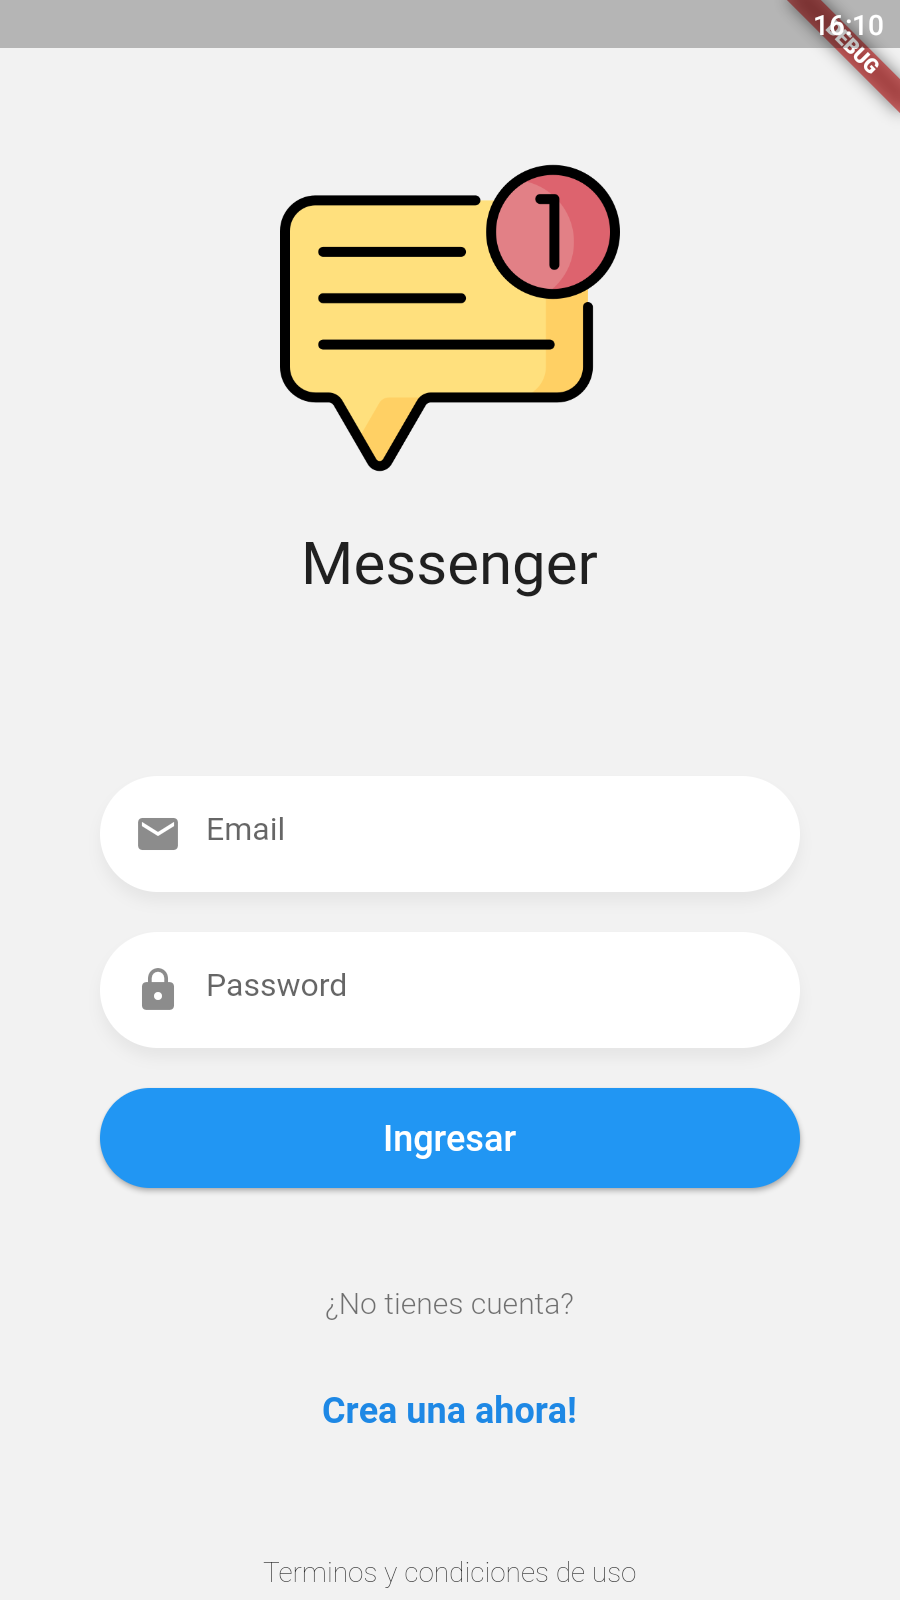 16:10
DEBUG
1
Messenger
Email
Password
Ingresar
¿No tienes cuenta?
Crea una ahora!
Terminos y condiciones de uso